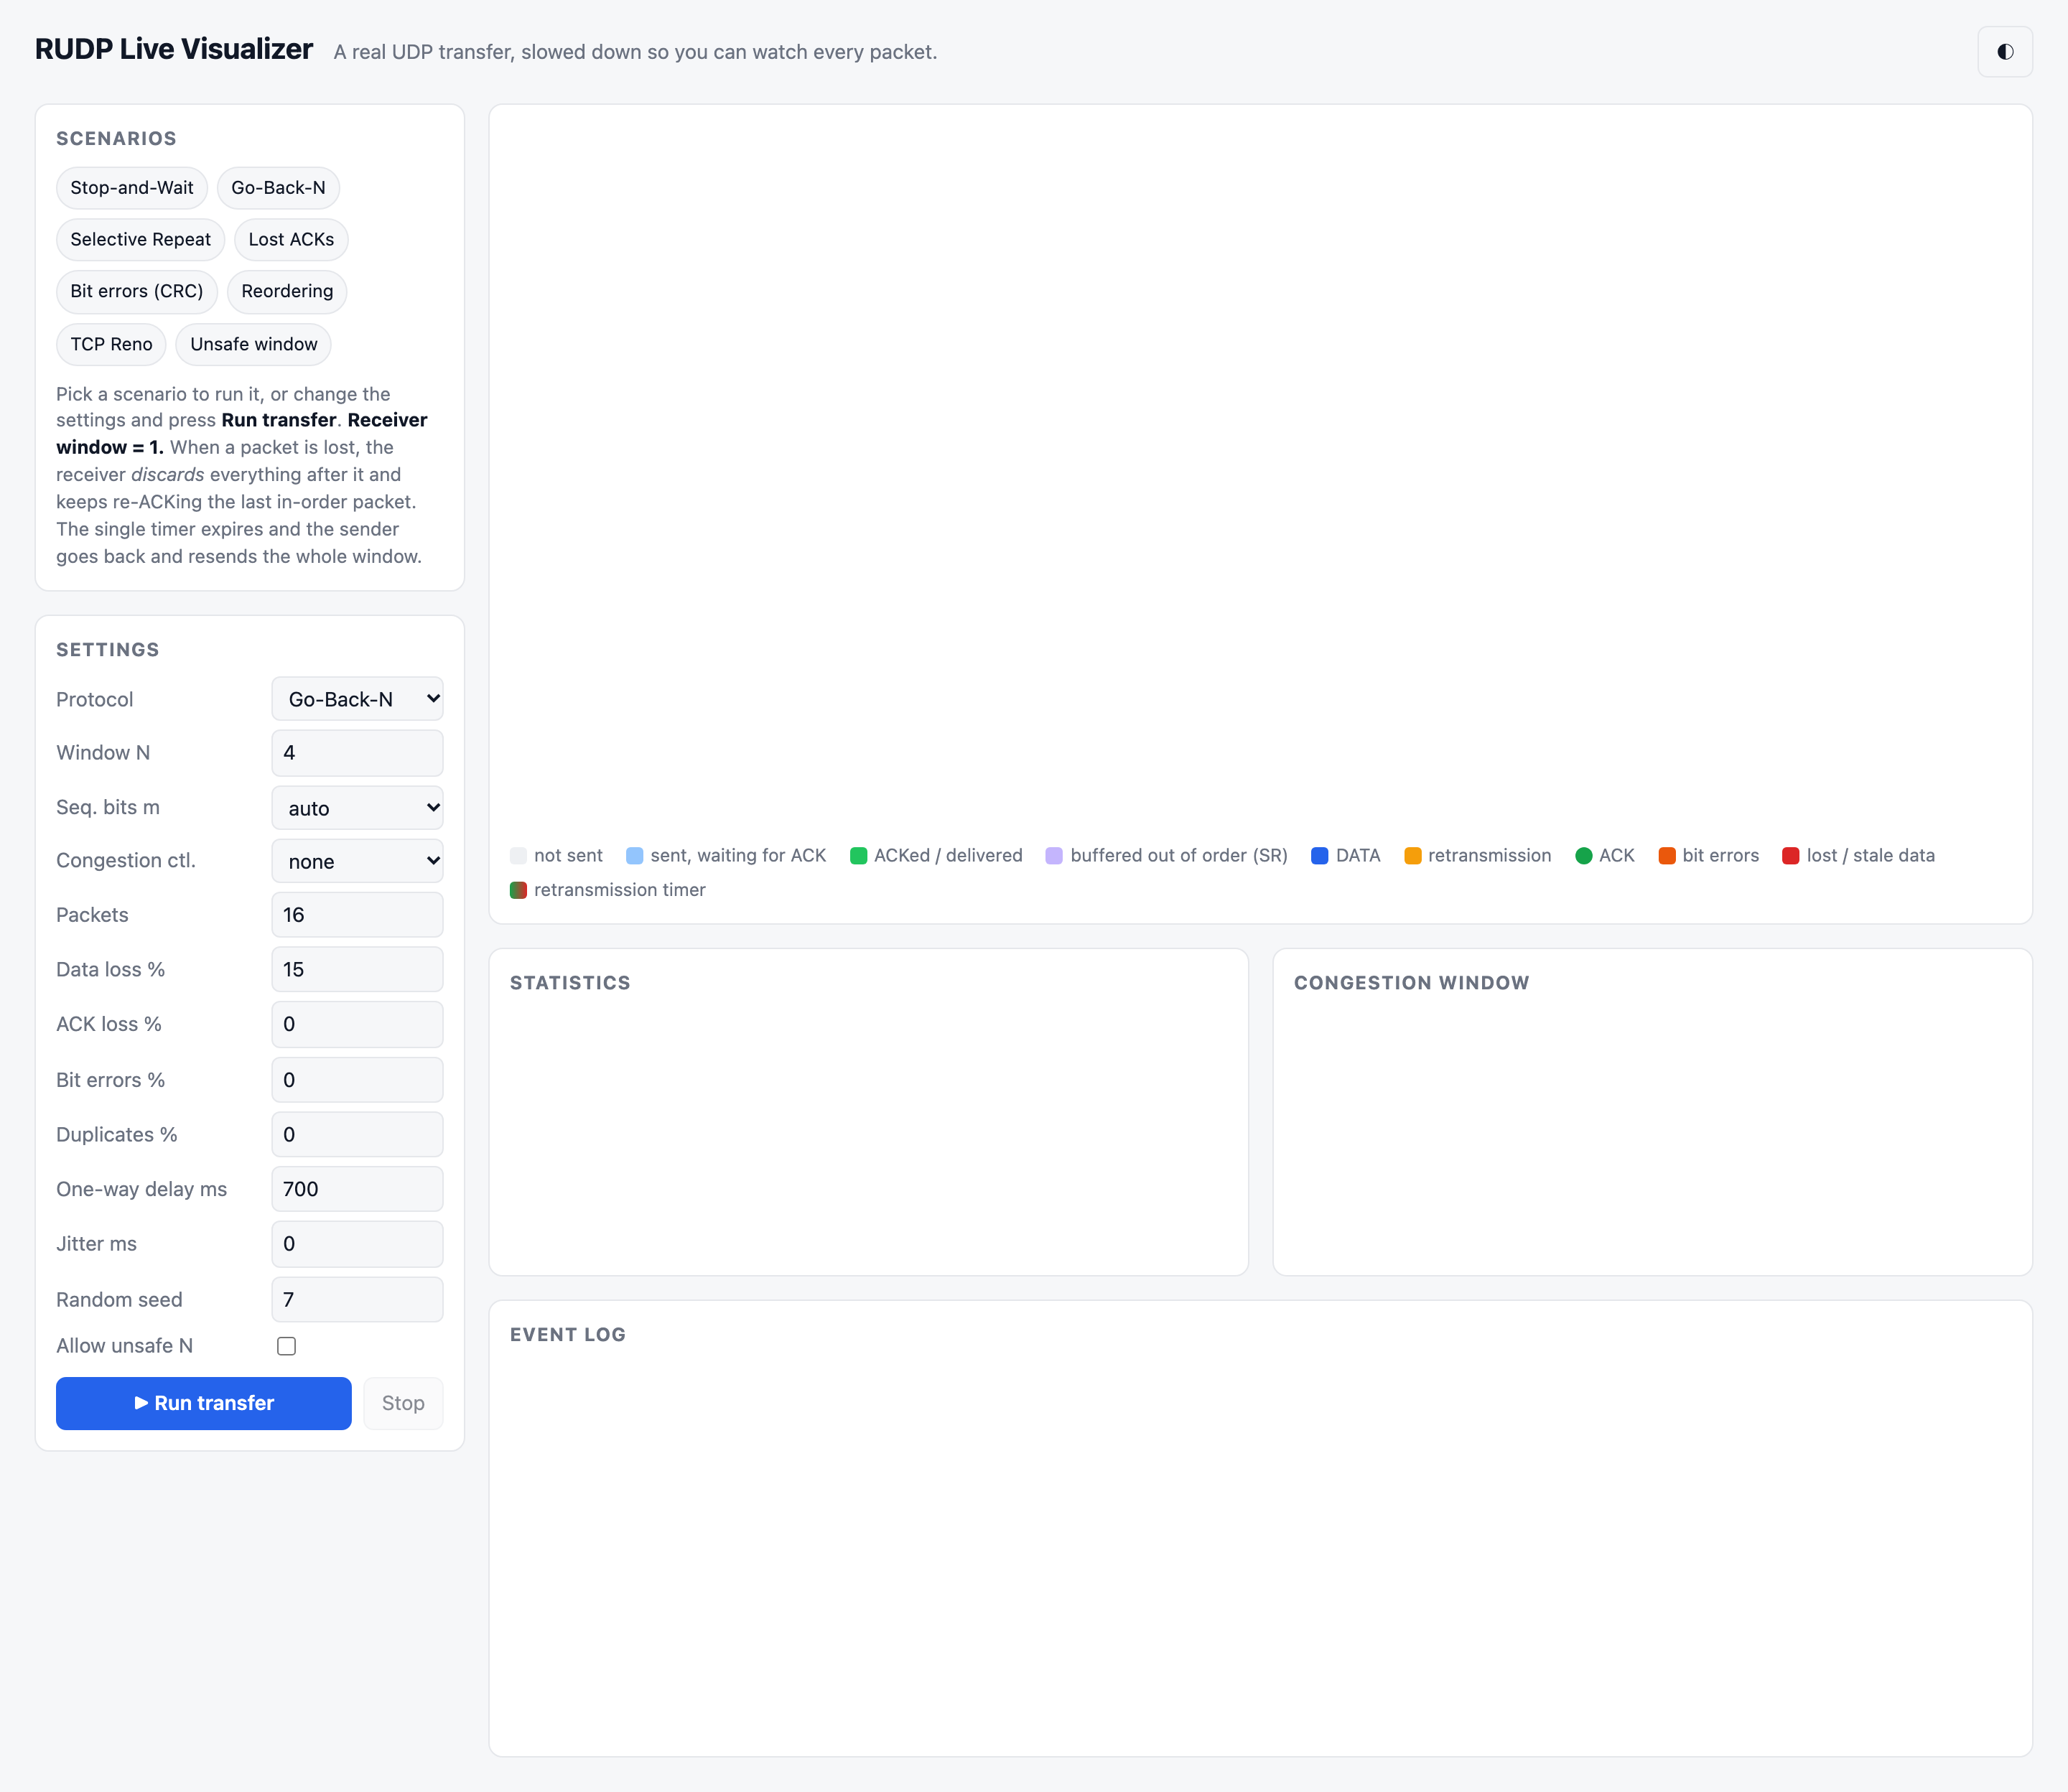 RUDP Live Visualizer
A real UDP transfer, slowed down so you can watch every packet.
SCENARIOS
Stop-and-Wait
Go-Back-N
Selective Repeat
Lost ACKs
Bit errors (CRC)
Reordering
TCP Reno
Unsafe window
Pick a scenario to run it, or change the
settings and press Run transfer. Receiver
window = 1. When a packet is lost, the
receiver discards everything after it and
keeps re-ACKing the last in-order packet.
The single timer expires and the sender
goes back and resends the whole window.
SETTINGS
Protocol Go-Back-N
Window N 4
Seq. bits m auto
Congestion ctl. none
Packets 16
Data loss % 15
ACK loss % 0
Bit errors % 0
Duplicates % 0
One-way delay ms 700
Jitter ms 0
Random seed 7
Allow unsafe N
Run transfer
Stop
not sent
sent, waiting for ACK
ACKed / delivered
buffered out of order (SR)
DATA
retransmission
ACK
bit errors
lost / stale data
retransmission timer
STATISTICS
CONGESTION WINDOW
EVENT LOG